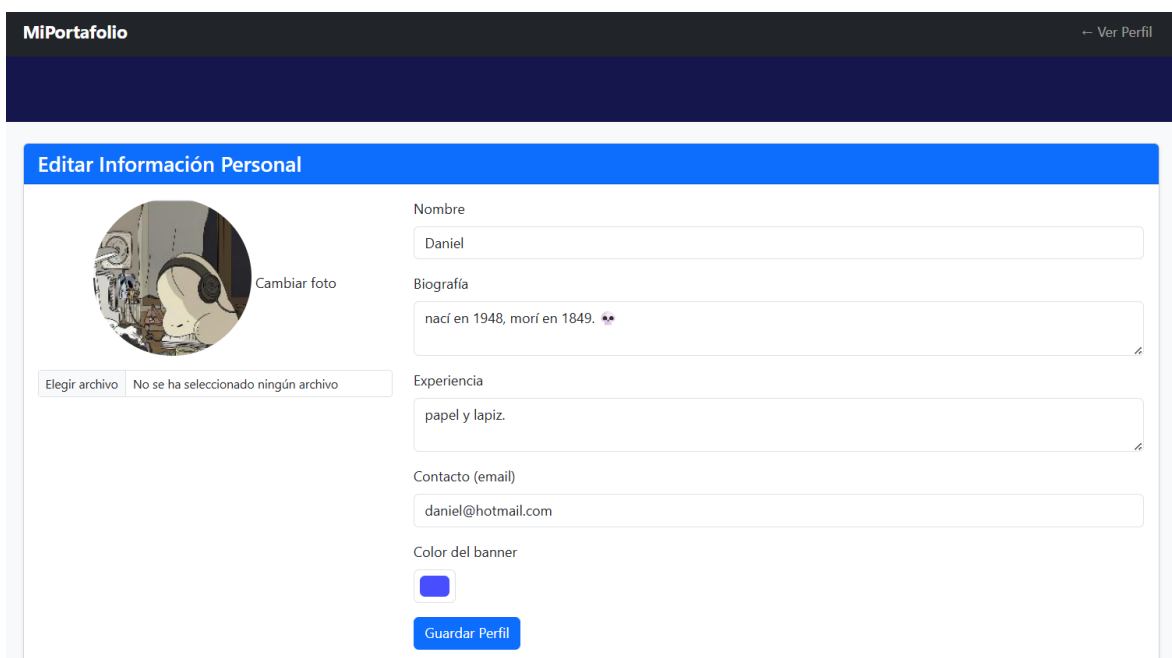 MiPortafolio
← Ver Perfil
Editar Información Personal
Cambiar foto
Elegir archivo No se ha seleccionado ningún archivo
Nombre
Daniel
Biografía
nací en 1948, morí en 1849. 💀
Experiencia
papel y lapiz.
Contacto (email)
daniel@hotmail.com
Color del banner
Guardar Perfil